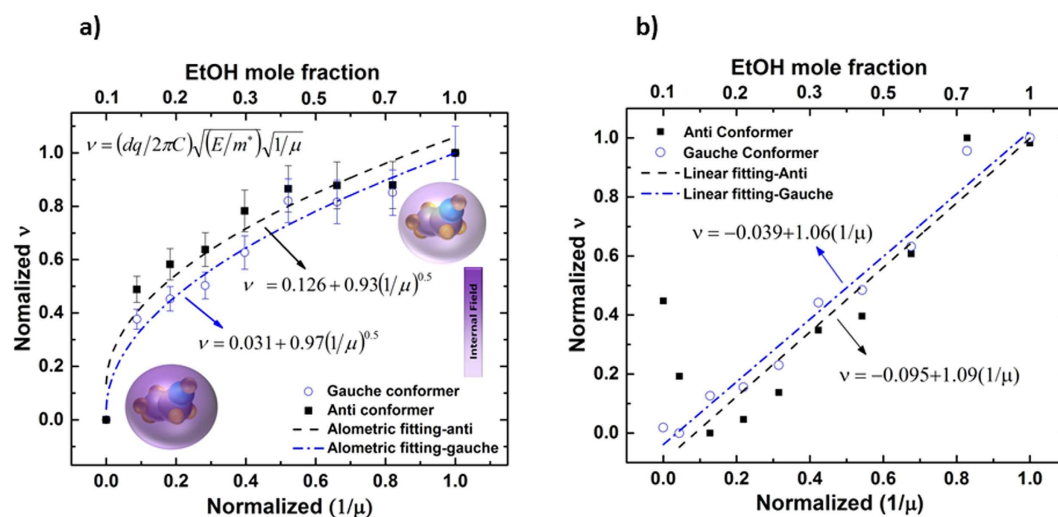 a)
EtOH mole fraction
0.1 0.2 0.3 0.4 0.5 0.7 1.0
ν = (dq/2πC)√(E/m*)√1/μ
1.0
0.8
0.6
0.4
0.2
0.0
Normalized ν
ν = 0.126 + 0.93(1/μ)^0.5
ν = 0.031 + 0.97(1/μ)^0.5
Internal Field
Gauche conformer
Anti conformer
Alometric fitting-anti
Alometric fitting-gauche
0.0 0.2 0.4 0.6 0.8 1.0
Normalized (1/μ)
b)
EtOH mole fraction
0.1 0.2 0.3 0.4 0.5 0.7 1
Anti Conformer
Gauche Conformer
Linear fitting-Anti
Linear fitting-Gauche
1.0
0.8
0.6
0.4
0.2
0.0
Normalized ν
ν = −0.039+1.06(1/μ)
ν = −0.095+1.09(1/μ)
0.0 0.2 0.4 0.6 0.8 1.0
Normalized (1/μ)